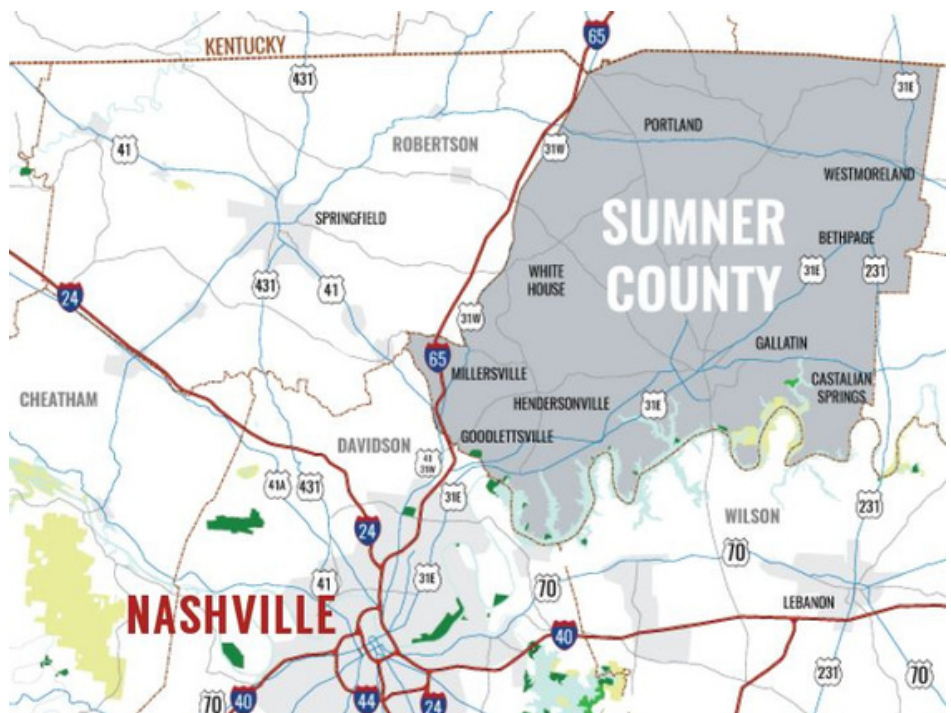 65
KENTUCKY
431
31E
41
ROBERTSON
31W
PORTLAND
WESTMORELAND
SPRINGFIELD
SUMNER
COUNTY
BETHPAGE
31E
231
WHITE
HOUSE
431
41
24
31W
65
MILLERSVILLE
GALLATIN
CASTALIAN
SPRINGS
CHEATHAM
HENDERSONVILLE
31E
GOODLETTSVILLE
DAVIDSON
41
31W
41A
431
31E
231
WILSON
24
70
41
31E
70
NASHVILLE
LEBANON
40
231
70
70
40
44
24